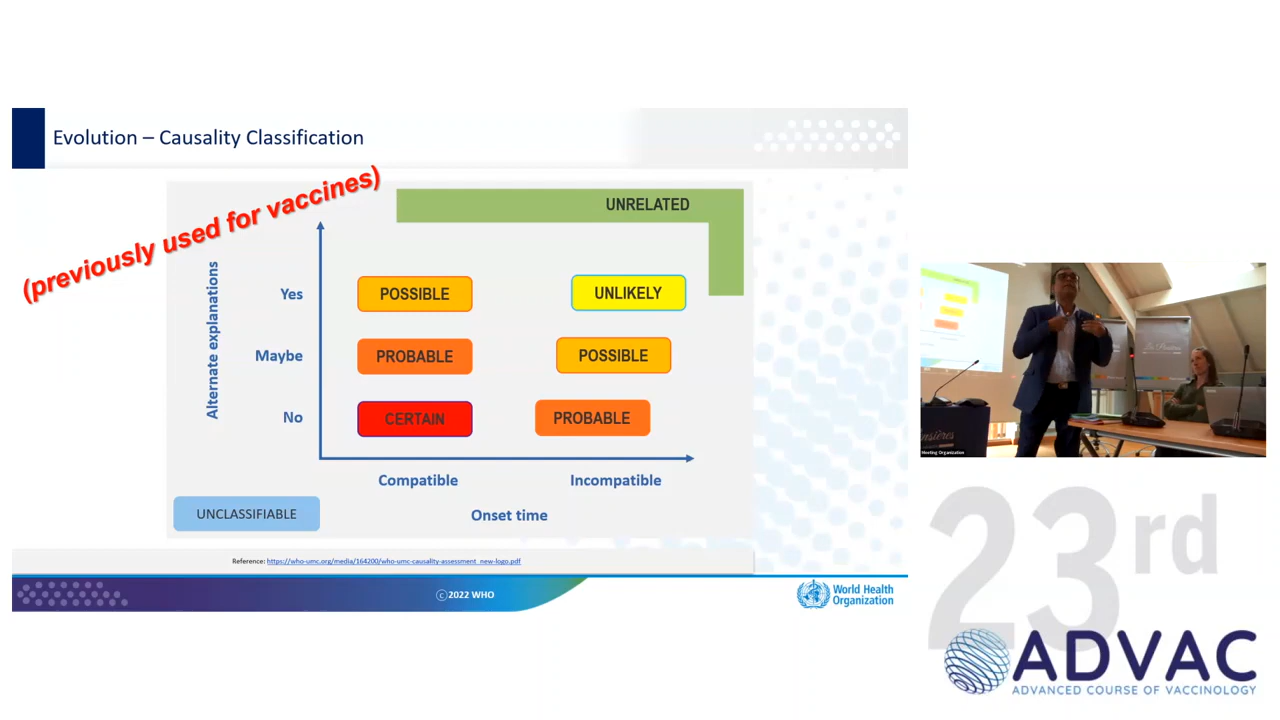 Evolution – Causality Classification
(previously used for vaccines)
UNRELATED
Alternate explanations
Yes
POSSIBLE
UNLIKELY
Maybe
PROBABLE
POSSIBLE
No
CERTAIN
PROBABLE
Compatible
Incompatible
UNCLASSIFIABLE
Onset time
Reference: https://who-umc.org/media/164200/who-umc-causality-assessment_new-logo.pdf
©2022 WHO
World Health
Organization
Meeting Organization
23rd
ADVAC
ADVANCED COURSE OF VACCINOLOGY